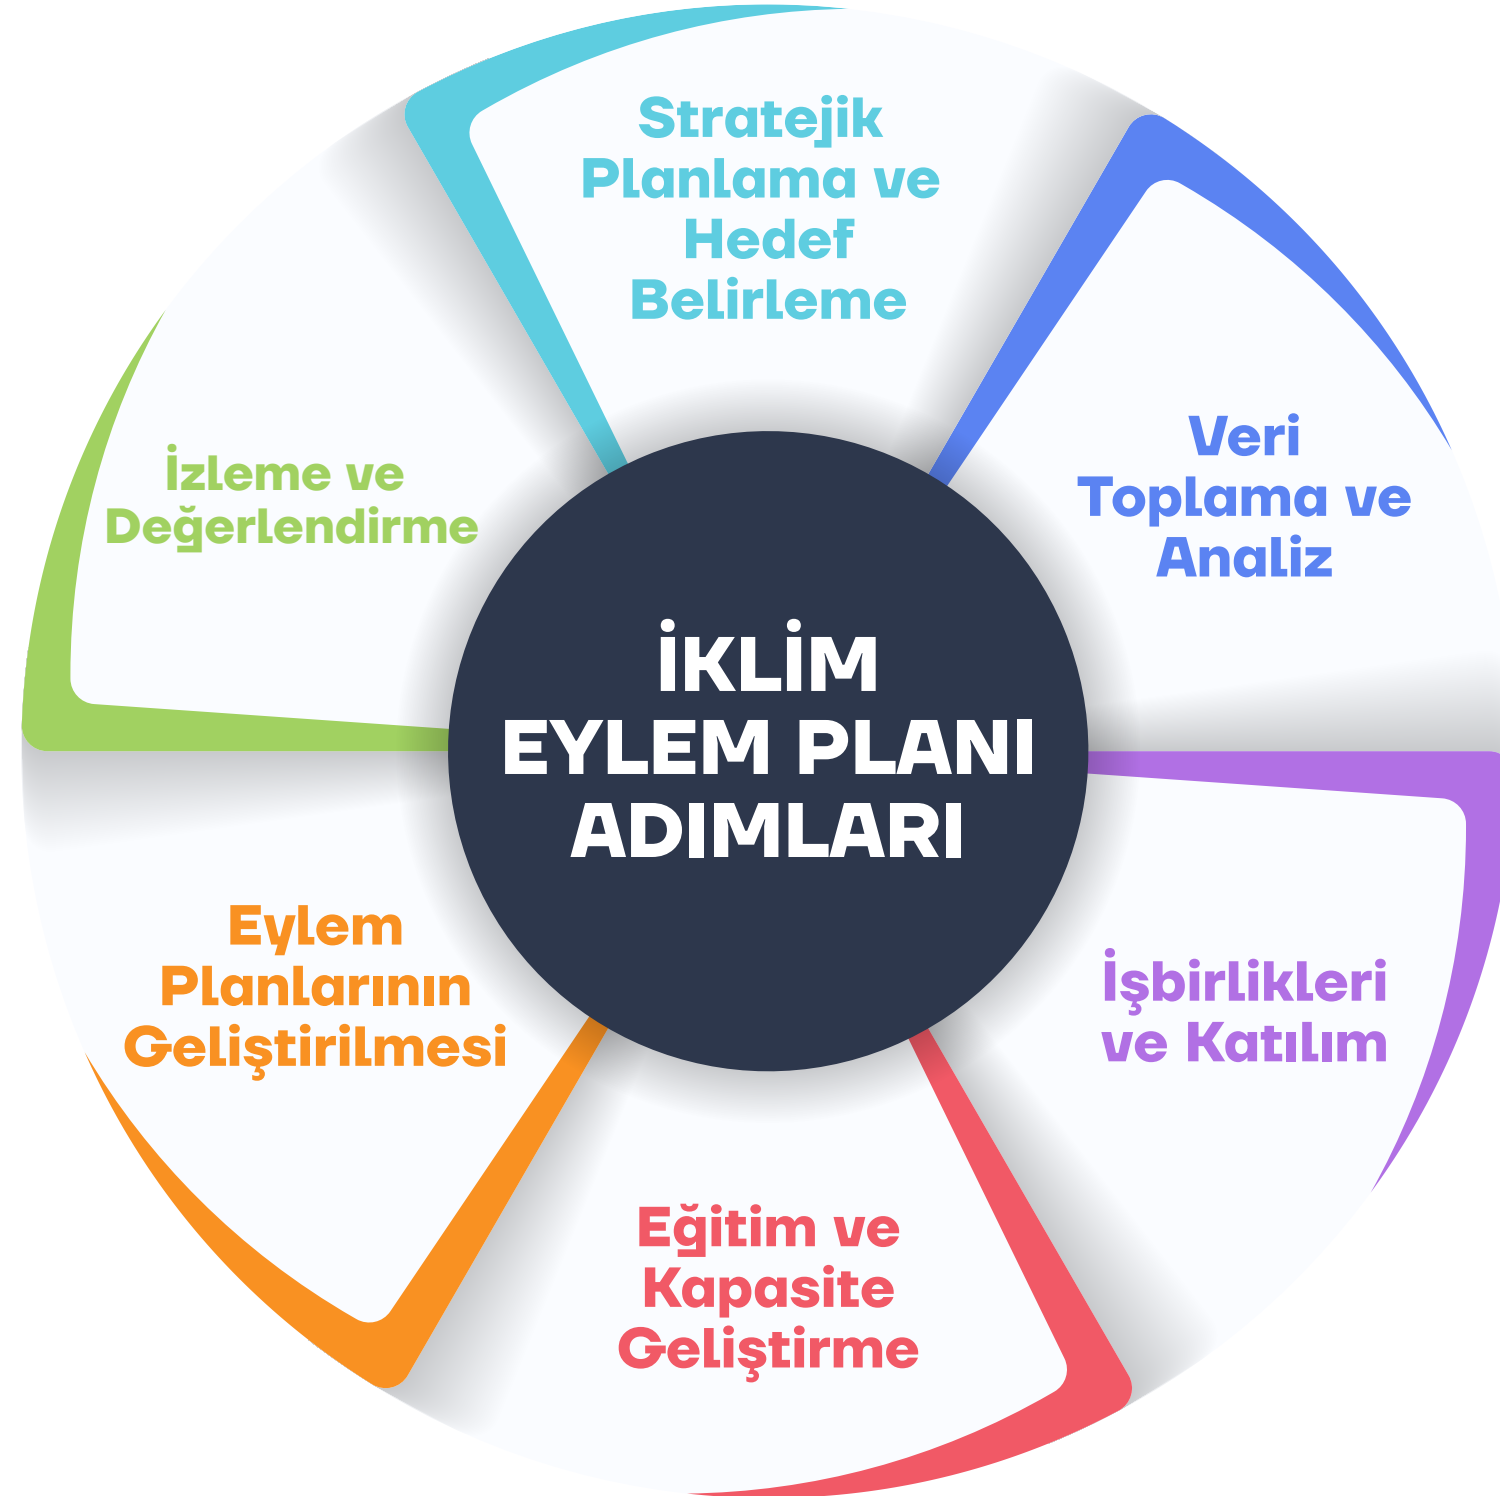 Stratejik
Planlama ve
Hedef
Belirleme
Veri
Toplama ve
Analiz
İşbirlikleri
ve Katılım
Eğitim ve
Kapasite
Geliştirme
Eylem
Planlarının
Geliştirilmesi
İzleme ve
Değerlendirme
İKLİM
EYLEM PLANI
ADIMLARI